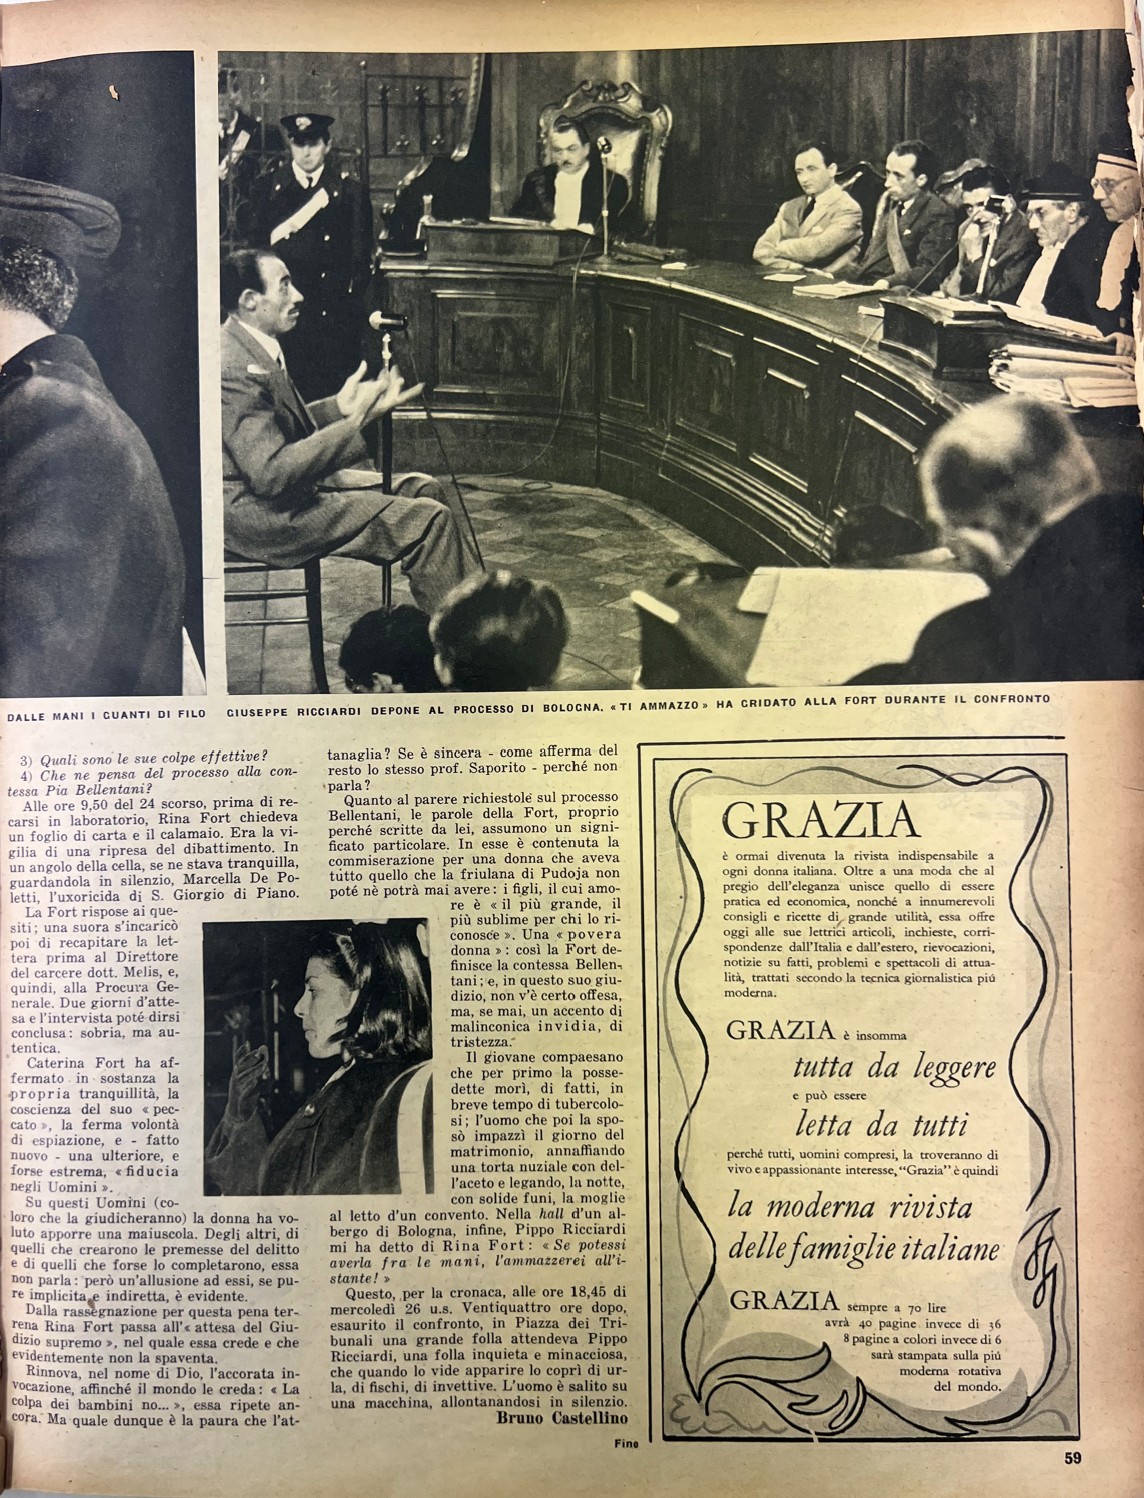 DALLE MANI I GUANTI DI FILO
GIUSEPPE RICCIARDI DEPONE AL PROCESSO DI BOLOGNA. «TI AMMAZZO» HA GRIDATO ALLA FORT DURANTE IL CONFRONTO
3) Quali sono le sue colpe effettive?
4) Che ne pensa del processo alla con-
tessa Pia Bellentani?
Alle ore 9,50 del 24 scorso, prima di re-
carsi in laboratorio, Rina Fort chiedeva
un foglio di carta e il calamaio. Era la vi-
gilia di una ripresa del dibattimento. In
un angolo della cella, se ne stava tranquilla,
guardandola in silenzio, Marcella De Po-
letti, l'uxoricida di S. Giorgio di Piano.
La Fort rispose ai que-
siti; una suora s'incaricò
poi di recapitare la let-
tera prima al Direttore
del carcere dott. Melis, e,
quindi, alla Procura Ge-
nerale. Due giorni d'atte-
sa e l'intervista poté dirsi
conclusa: sobria, ma au-
tentica.
Caterina Fort ha af-
fermato in sostanza la
propria tranquillità, la
coscienza del suo «pec-
cato», la ferma volontà
di espiazione, e - fatto
nuovo - una ulteriore, e
forse estrema, «fiducia
negli Uomini».
Su questi Uomini (co-
loro che la giudicheranno) la donna ha vo-
luto apporre una maiuscola. Degli altri, di
quelli che crearono le premesse del delitto
e di quelli che forse lo completarono, essa
non parla: però un'allusione ad essi, se pu-
re implicita e indiretta, è evidente.
Dalla rassegnazione per questa pena ter-
rena Rina Fort passa all'«attesa del Giu-
dizio supremo», nel quale essa crede e che
evidentemente non la spaventa.
Rinnova, nel nome di Dio, l'accorata in-
vocazione, affinché il mondo le creda: «La
colpa dei bambini no...», essa ripete an-
cora. Ma quale dunque è la paura che l'at-
tanaglia? Se è sincera - come afferma del
resto lo stesso prof. Saporito - perché non
parla?
Quanto al parere richiestole sul processo
Bellentani, le parole della Fort, proprio
perché scritte da lei, assumono un signi-
ficato particolare. In esse è contenuta la
commiserazione per una donna che aveva
tutto quello che la friulana di Pudoja non
poté nè potrà mai avere: i figli, il cui amo-
re è «il più grande, il
più sublime per chi lo ri-
conosce». Una «povera
donna»: così la Fort de-
finisce la contessa Bellen-
tani; e, in questo suo giu-
dizio, non v'è certo offesa,
ma, se mai, un accento di
malinconica invidia, di
tristezza.
Il giovane compaesano
che per primo la posse-
dette morì, di fatti, in
breve tempo di tubercolo-
si; l'uomo che poi la spo-
sò impazzì il giorno del
matrimonio, annaffiando
una torta nuziale con del-
l'aceto e legando, la notte,
con solide funi, la moglie
al letto d'un convento. Nella hall d'un al-
bergo di Bologna, infine, Pippo Ricciardi
mi ha detto di Rina Fort: «Se potessi
averla fra le mani, l'ammazzerei all'i-
stante!»
Questo, per la cronaca, alle ore 18,45 di
mercoledì 26 u.s. Ventiquattro ore dopo,
esaurito il confronto, in Piazza dei Tri-
bunali una grande folla attendeva Pippo
Ricciardi, una folla inquieta e minacciosa,
che quando lo vide apparire lo coprì di ur-
la, di fischi, di invettive. L'uomo è salito su
una macchina, allontanandosi in silenzio.
Bruno Castellino
Fine
GRAZIA
è ormai divenuta la rivista indispensabile a
ogni donna italiana. Oltre a una moda che al
pregio dell'eleganza unisce quello di essere
pratica ed economica, nonché a innumerevoli
consigli e ricette di grande utilità, essa offre
oggi alle sue lettrici articoli, inchieste, corri-
spondenze dall'Italia e dall'estero, rievocazioni,
notizie su fatti, problemi e spettacoli di attua-
lità, trattati secondo la tecnica giornalistica piú
moderna.
GRAZIA è insomma
tutta da leggere
e può essere
letta da tutti
perché tutti, uomini compresi, la troveranno di
vivo e appassionante interesse, "Grazia" è quindi
la moderna rivista
delle famiglie italiane
GRAZIA sempre a 70 lire
avrà 40 pagine invece di 36
8 pagine a colori invece di 6
sarà stampata sulla piú
moderna rotativa
del mondo.
59